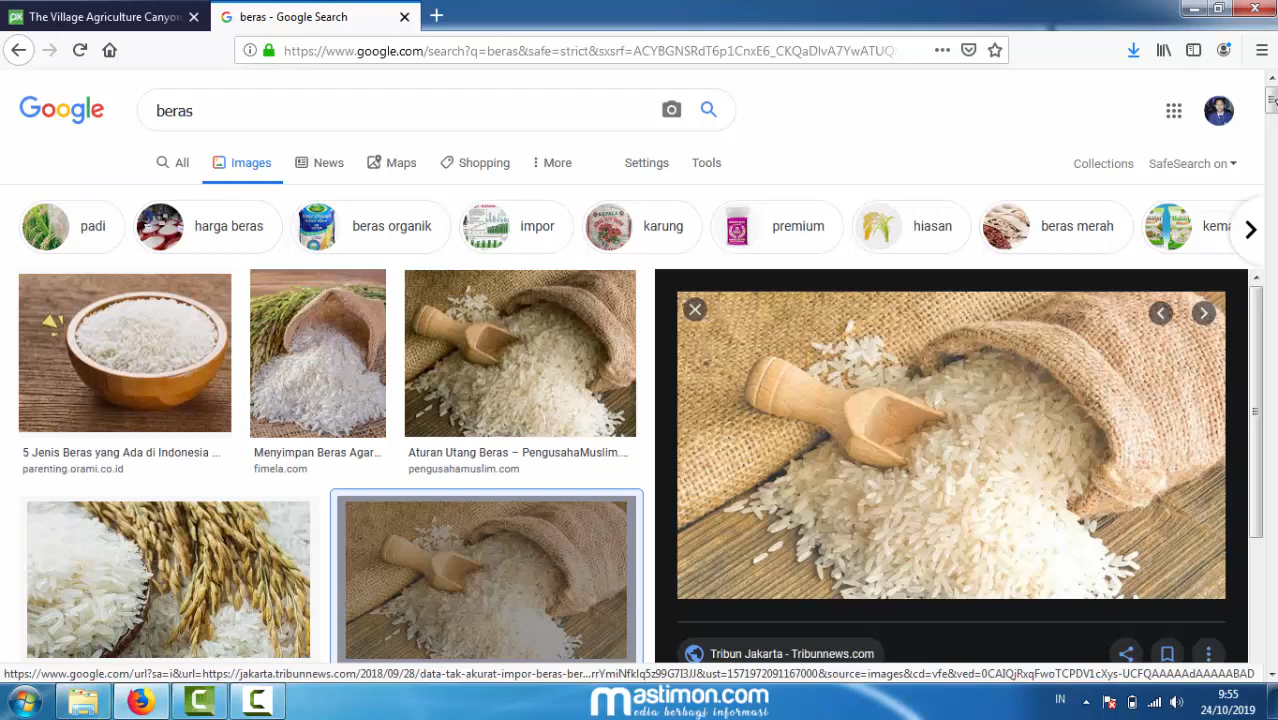 The Village Agriculture Canyon
beras - Google Search
https://www.google.com/search?q=beras&safe=strict&sxsrf=ACYBGNSRdT6p1CnxE6_CKQaDlvA7YwATUQ
Google
beras
All
Images
News
Maps
Shopping
More
Settings
Tools
Collections
SafeSearch on
padi
harga beras
beras organik
impor
karung
premium
hiasan
beras merah
kema
5 Jenis Beras yang Ada di Indonesia ...
parenting.orami.co.id
Menyimpan Beras Agar...
fimela.com
Aturan Utang Beras – PengusahaMuslim....
pengusahamuslim.com
Tribun Jakarta - Tribunnews.com
https://www.google.com/url?sa=i&url=https://jakarta.tribunnews.com/2018/09/28/data-tak-akurat-impor-beras-ber...rrYmiNfkIq5z99G7I3JJ&ust=1571972091167000&source=images&cd=vfe&ved=0CAIQjRxqFwoTCPDV1cXys-UCFQAAAAAdAAAAABAD
mastimon.com
media berbagi informasi
IN
9:55
24/10/2019